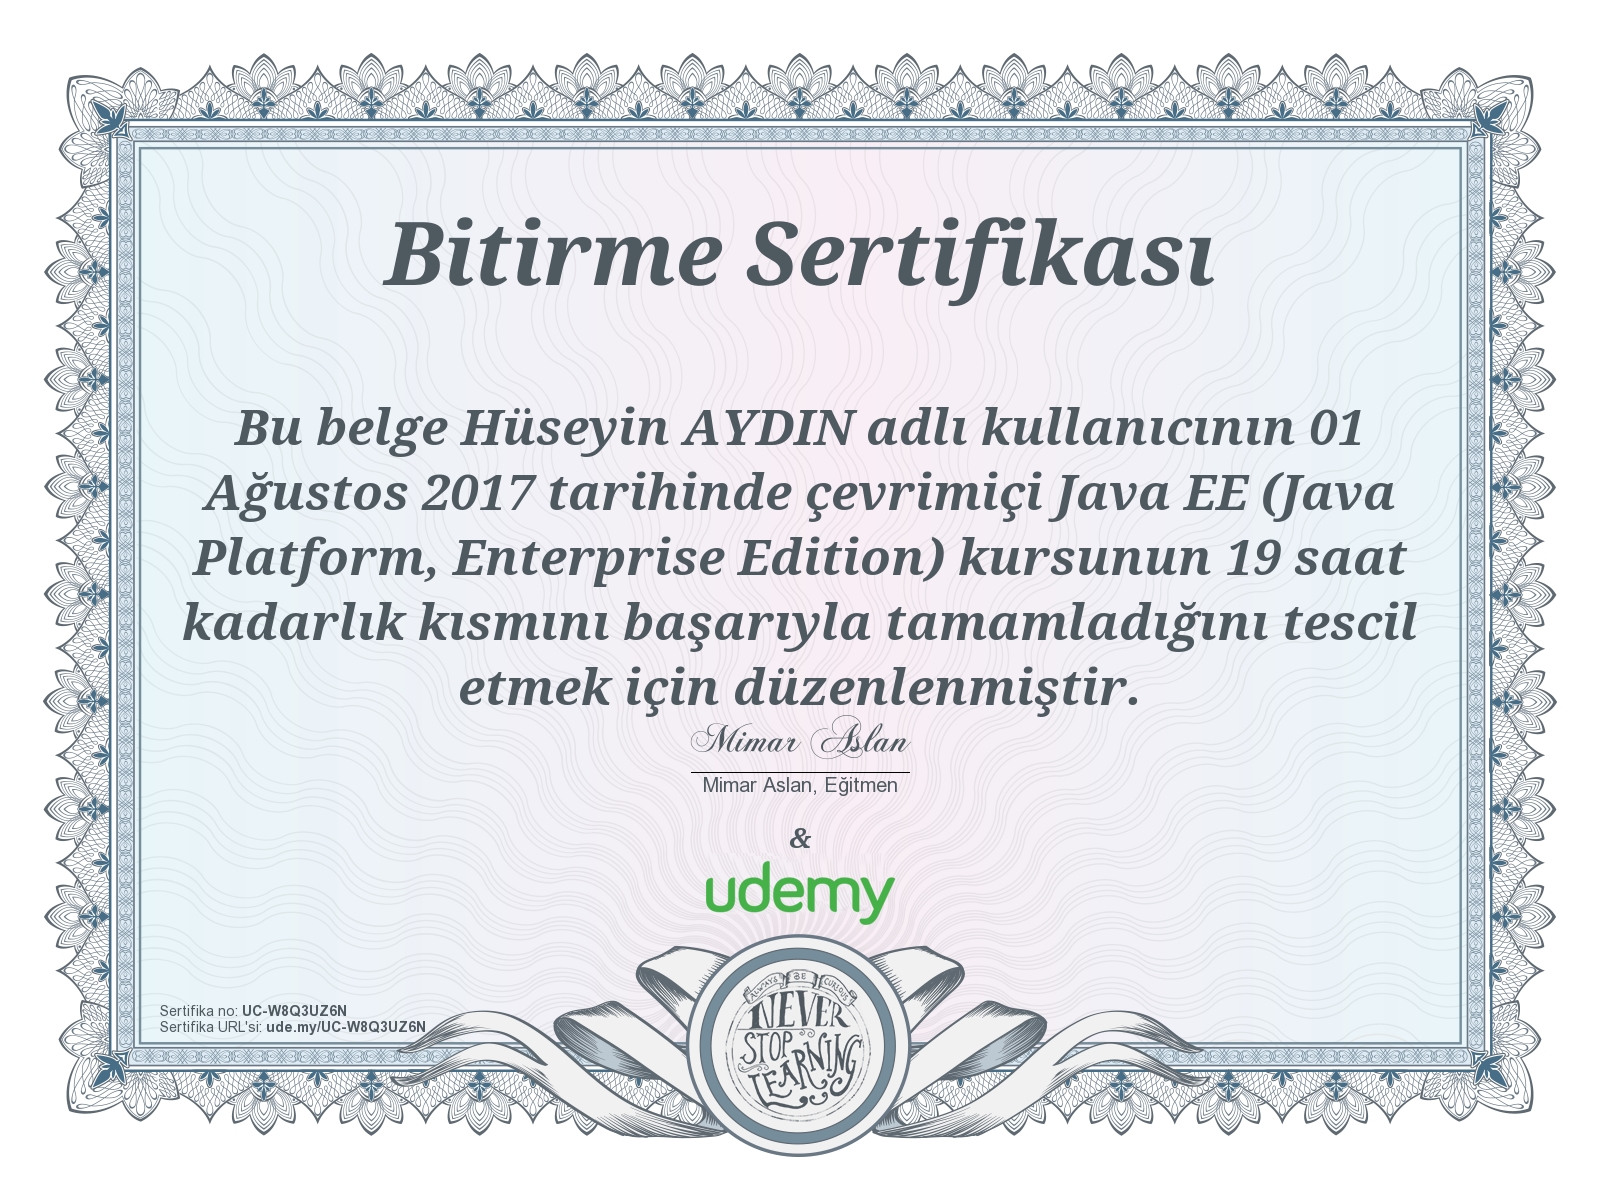 Bitirme Sertifikası
Bu belge Hüseyin AYDIN adlı kullanıcının 01
Ağustos 2017 tarihinde çevrimiçi Java EE (Java
Platform, Enterprise Edition) kursunun 19 saat
kadarlık kısmını başarıyla tamamladığını tescil
etmek için düzenlenmiştir.
Mimar Aslan
Mimar Aslan, Eğitmen
&
udemy
Sertifika no: UC-W8Q3UZ6N
Sertifika URL'si: ude.my/UC-W8Q3UZ6N
ALWAYS BE CURIOUS
NEVER
STOP
LEARNING